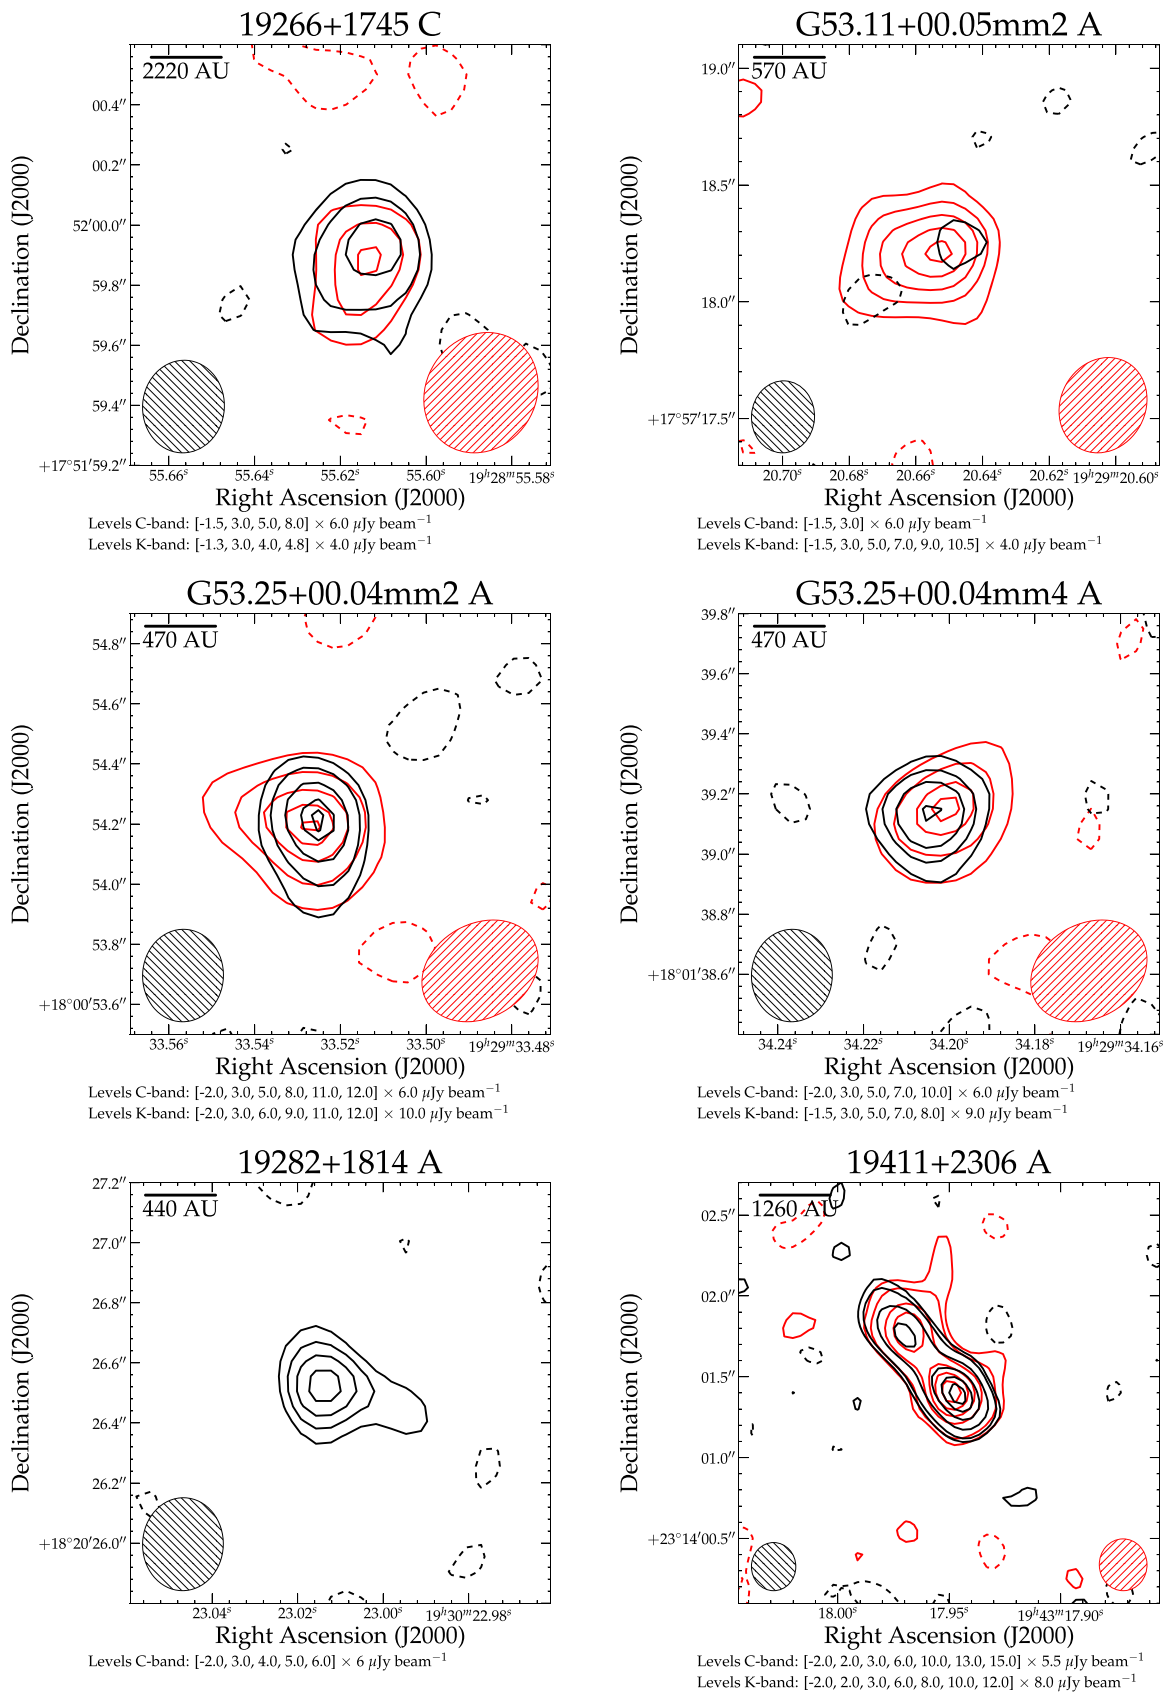 19266+1745 C
2220 AU
00.4″
00.2″
52′00.0″
59.8″
59.6″
59.4″
+17°51′59.2″
Declination (J2000)
55.66ˢ 55.64ˢ 55.62ˢ 55.60ˢ 19ʰ28ᵐ55.58ˢ
Right Ascension (J2000)
Levels C-band: [-1.5, 3.0, 5.0, 8.0] × 6.0 μJy beam⁻¹
Levels K-band: [-1.3, 3.0, 4.0, 4.8] × 4.0 μJy beam⁻¹
G53.11+00.05mm2 A
570 AU
19.0″
18.5″
18.0″
+17°57′17.5″
Declination (J2000)
20.70ˢ 20.68ˢ 20.66ˢ 20.64ˢ 20.62ˢ 19ʰ29ᵐ20.60ˢ
Right Ascension (J2000)
Levels C-band: [-1.5, 3.0] × 6.0 μJy beam⁻¹
Levels K-band: [-1.5, 3.0, 5.0, 7.0, 9.0, 10.5] × 4.0 μJy beam⁻¹
G53.25+00.04mm2 A
470 AU
54.8″
54.6″
54.4″
54.2″
54.0″
53.8″
+18°00′53.6″
Declination (J2000)
33.56ˢ 33.54ˢ 33.52ˢ 33.50ˢ 19ʰ29ᵐ33.48ˢ
Right Ascension (J2000)
Levels C-band: [-2.0, 3.0, 5.0, 8.0, 11.0, 12.0] × 6.0 μJy beam⁻¹
Levels K-band: [-2.0, 3.0, 6.0, 9.0, 11.0, 12.0] × 10.0 μJy beam⁻¹
G53.25+00.04mm4 A
470 AU
39.8″
39.6″
39.4″
39.2″
39.0″
38.8″
+18°01′38.6″
Declination (J2000)
34.24ˢ 34.22ˢ 34.20ˢ 34.18ˢ 19ʰ29ᵐ34.16ˢ
Right Ascension (J2000)
Levels C-band: [-2.0, 3.0, 5.0, 7.0, 10.0] × 6.0 μJy beam⁻¹
Levels K-band: [-1.5, 3.0, 5.0, 7.0, 8.0] × 9.0 μJy beam⁻¹
19282+1814 A
440 AU
27.2″
27.0″
26.8″
26.6″
26.4″
26.2″
+18°20′26.0″
Declination (J2000)
23.04ˢ 23.02ˢ 23.00ˢ 19ʰ30ᵐ22.98ˢ
Right Ascension (J2000)
Levels C-band: [-2.0, 3.0, 4.0, 5.0, 6.0] × 6 μJy beam⁻¹
19411+2306 A
1260 AU
02.5″
02.0″
01.5″
01.0″
+23°14′00.5″
Declination (J2000)
18.00ˢ 17.95ˢ 19ʰ43ᵐ17.90ˢ
Right Ascension (J2000)
Levels C-band: [-2.0, 2.0, 3.0, 6.0, 10.0, 13.0, 15.0] × 5.5 μJy beam⁻¹
Levels K-band: [-2.0, 2.0, 3.0, 6.0, 8.0, 10.0, 12.0] × 8.0 μJy beam⁻¹